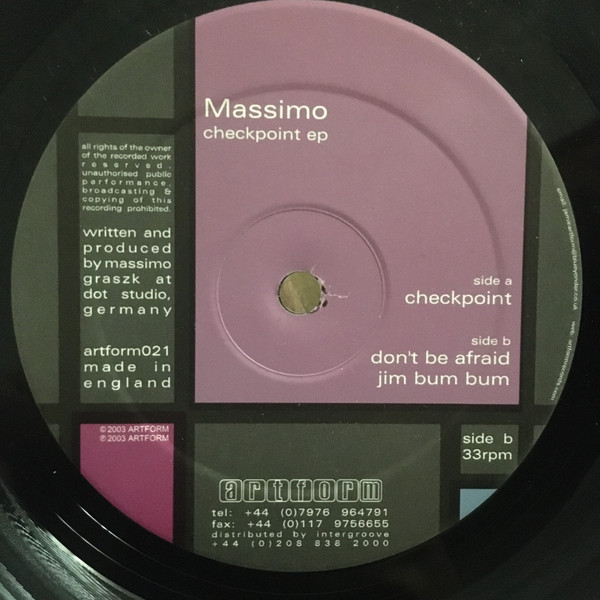 Massimo
checkpoint ep
all rights of the owner
of the recorded work
reserved.
unauthorised public
performance,
broadcasting &
copying of this
recording prohibited.
written and
produced
by massimo
graszk at
dot studio,
germany
artform021
made in
england
side a
checkpoint
side b
don't be afraid
jim bum bum
© 2003 ARTFORM
℗ 2003 ARTFORM
side b
33rpm
artform
tel: +44 (0)7976 964791
fax: +44 (0)117 9756655
distributed by intergroove
+44 (0)208 838 2000